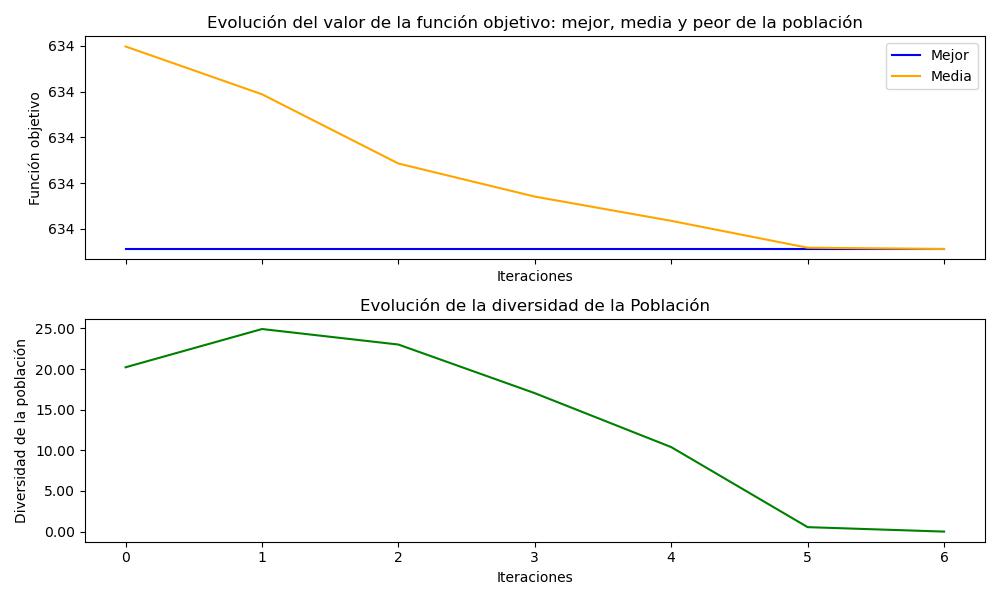 Evolución del valor de la función objetivo: mejor, media y peor de la población
Función objetivo
634
634
634
634
634
Mejor
Media
Iteraciones
Evolución de la diversidad de la Población
Diversidad de la población
25.00
20.00
15.00
10.00
5.00
0.00
0 1 2 3 4 5 6
Iteraciones